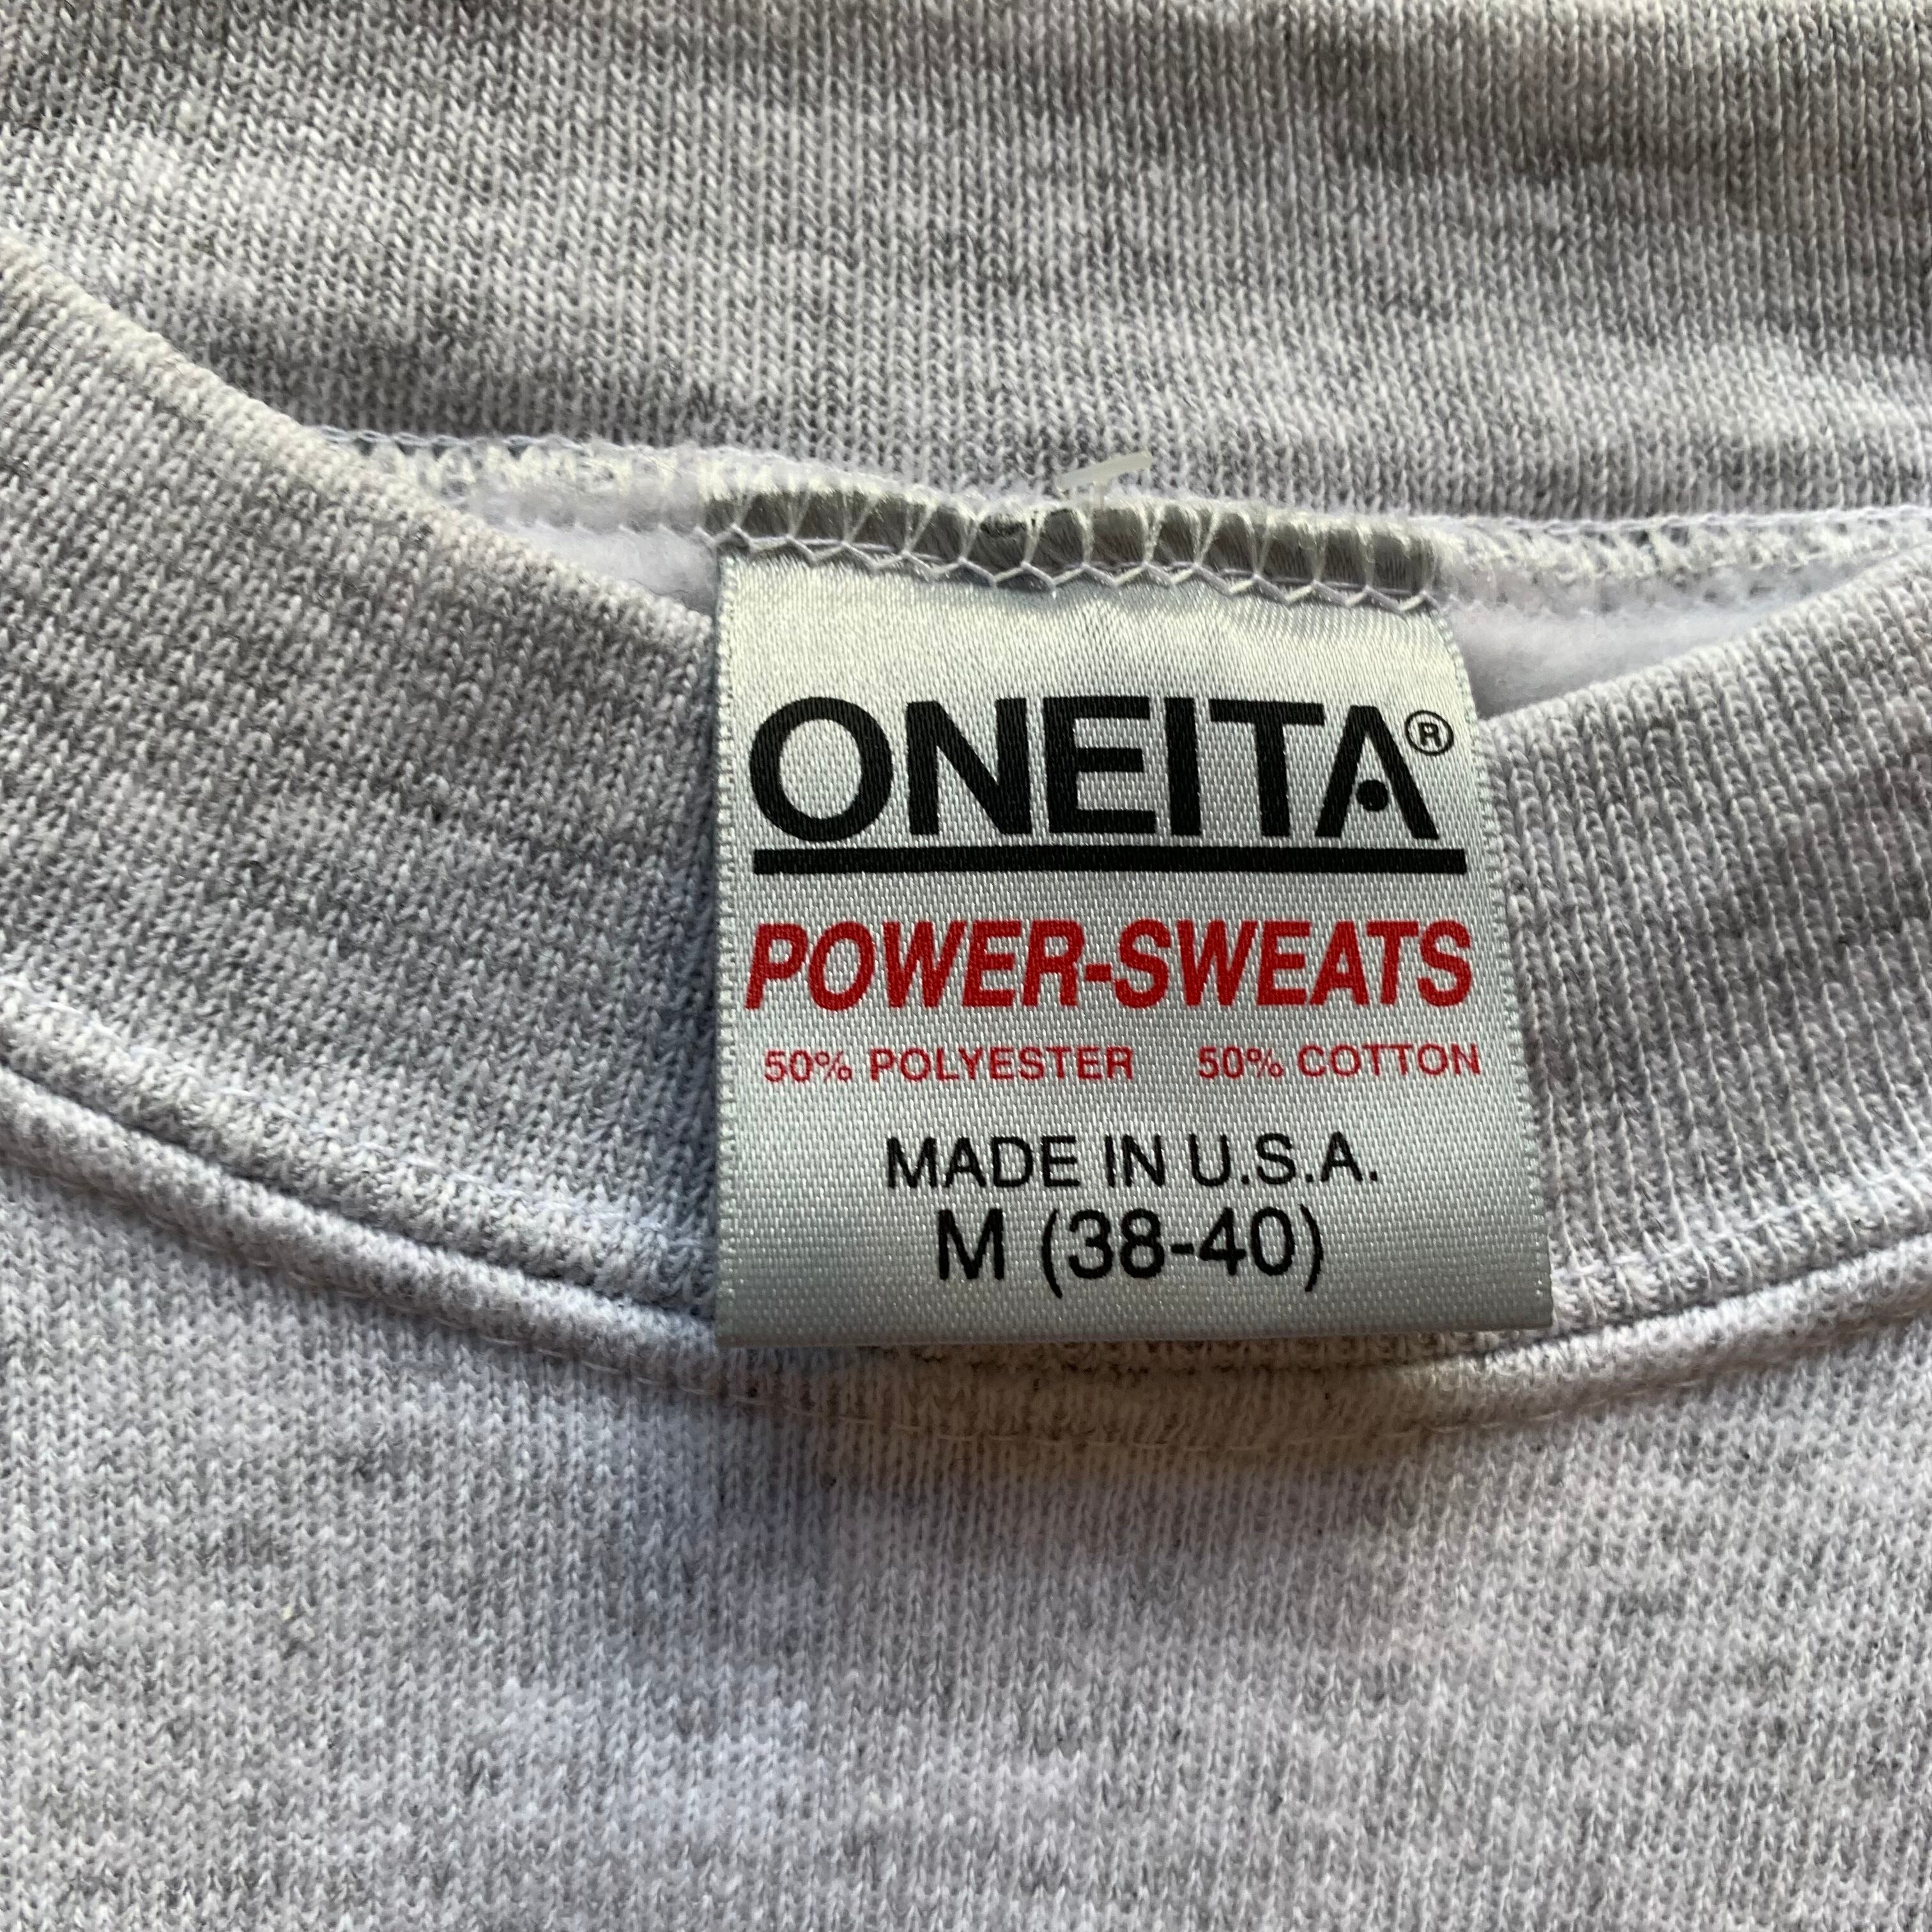 ONEITA®
POWER-SWEATS
50% POLYESTER 50% COTTON
MADE IN U.S.A.
M (38-40)